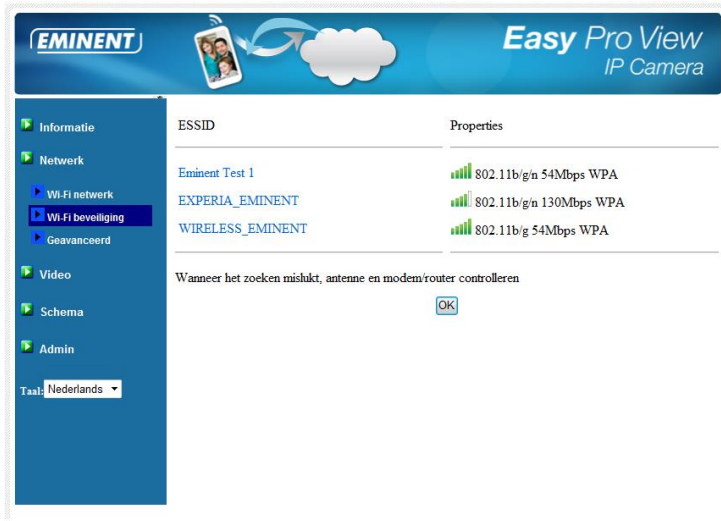 EMINENT
Easy Pro View
IP Camera
Informatie
Netwerk
Wi-Fi netwerk
Wi-Fi beveiliging
Geavanceerd
Video
Schema
Admin
Taal: Nederlands
ESSID Properties
Eminent Test 1 802.11b/g/n 54Mbps WPA
EXPERIA_EMINENT 802.11b/g/n 130Mbps WPA
WIRELESS_EMINENT 802.11b/g 54Mbps WPA
Wanneer het zoeken mislukt, antenne en modem/router controlleren
OK